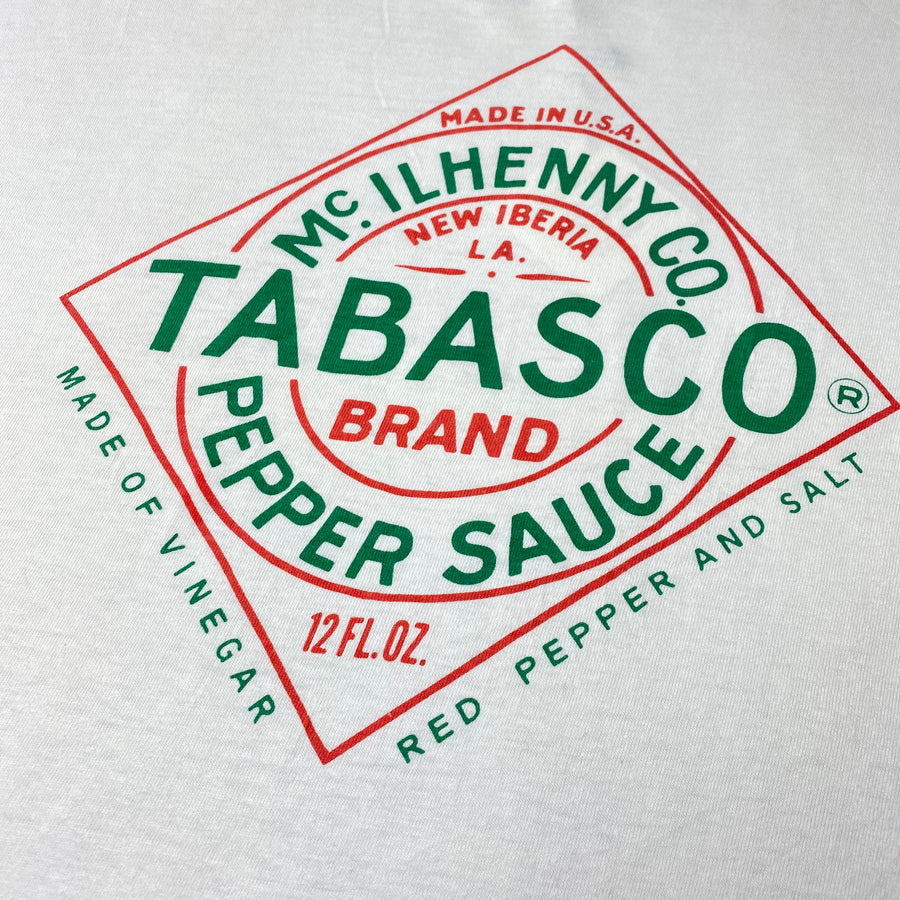 MADE IN U.S.A.
Mc. ILHENNY CO.
NEW IBERIA
LA.
TABASCO ®
BRAND
PEPPER SAUCE
12 FL.OZ.
MADE OF VINEGAR
RED PEPPER AND SALT